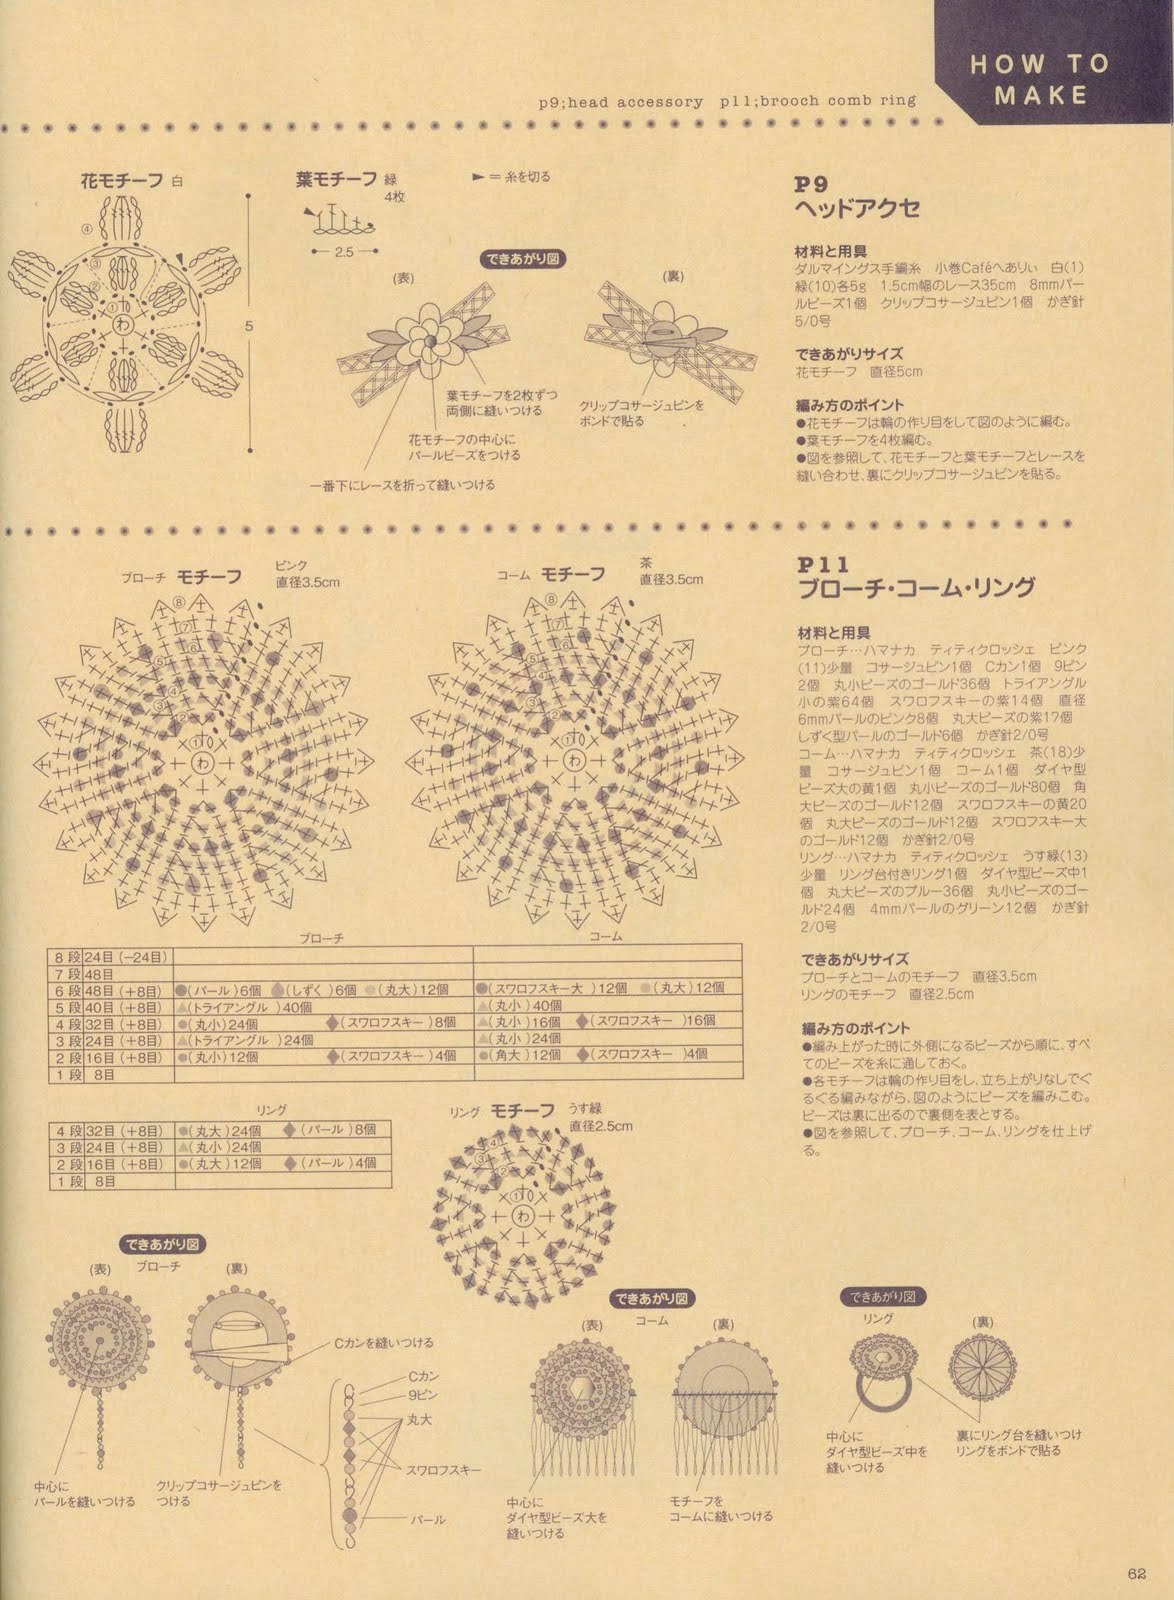 HOW TO
MAKE
p9;head accessory p11;brooch comb ring
花モチーフ 白
葉モチーフ 緑
4枚
► = 糸を切る
5
2.5
④
③
②
①
わ
できあがり図
(表)
(裏)
葉モチーフを2枚ずつ
両側に縫いつける
花モチーフの中心に
パールビーズをつける
一番下にレースを折って縫いつける
クリップコサージュピンを
ボンドで貼る
P9
ヘッドアクセ
材料と用具
ダルマイングス手編糸 小巻Caféへありぃ 白(1)
緑(10)各5g 1.5cm幅のレース35cm 8mmパー
ルビーズ1個 クリップコサージュピン1個 かぎ針
5/0号
できあがりサイズ
花モチーフ 直径5cm
編み方のポイント
●花モチーフは輪の作り目をして図のように編む。
●葉モチーフを4枚編む。
●図を参照して、花モチーフと葉モチーフとレースを
縫い合わせ、裏にクリップコサージュピンを貼る。
ブローチ モチーフ ピンク
直径3.5cm
⑧
⑦
⑥
⑤
④
③
②
①
わ
コーム モチーフ 茶
直径3.5cm
⑧
⑦
⑥
⑤
④
③
②
①
わ
P11
ブローチ・コーム・リング
材料と用具
ブローチ…ハマナカ ティティクロッシェ ピンク
(11)少量 コサージュピン1個 Cカン1個 9ピン
2個 丸小ビーズのゴールド36個 トライアングル
小の紫64個 スワロフスキーの紫14個 直径
6mmパールのピンク8個 丸大ビーズの紫17個
しずく型パールのゴールド6個 かぎ針2/0号
コーム…ハマナカ ティティクロッシェ 茶(18)少
量 コサージュピン1個 コーム1個 ダイヤ型
ビーズ大の黄1個 丸小ビーズのゴールド80個 角
大ビーズのゴールド12個 スワロフスキーの黄20
個 丸大ビーズのゴールド12個 スワロフスキー大
のゴールド12個 かぎ針2/0号
リング…ハマナカ ティティクロッシェ うす緑(13)
少量 リング台付きリング1個 ダイヤ型ビーズ中1
個 丸大ビーズのブルー36個 丸小ビーズのゴー
ルド24個 4mmパールのグリーン12個 かぎ針
2/0号
できあがりサイズ
ブローチとコームのモチーフ 直径3.5cm
リングのモチーフ 直径2.5cm
編み方のポイント
●編み上がった時に外側になるビーズから順に、すべ
てのビーズを糸に通しておく。
●各モチーフは輪の作り目をし、立ち上がりなしでぐ
るぐる編みながら、図のようにビーズを編みこむ。
ビーズは裏に出るので裏側を表とする。
●図を参照して、ブローチ、コーム、リングを仕上げ
る。
ブローチ コーム
8段 24目(−24目)
7段 48目
6段 48目(+8目) ●(パール)6個 ◆(しずく)6個 ●(丸大)12個 ●(スワロフスキー大)12個 ●(丸大)12個
5段 40目(+8目) ▲(トライアングル)40個 ▲(丸小)40個
4段 32目(+8目) ●(丸小)24個 ◆(スワロフスキー)8個 ▲(丸小)16個 ◆(スワロフスキー)16個
3段 24目(+8目) ▲(トライアングル)24個 ▲(丸小)24個
2段 16目(+8目) ●(丸小)12個 ◆(スワロフスキー)4個 ●(角大)12個 ◆(スワロフスキー)4個
1段 8目
リング
4段 32目(+8目) ●(丸大)24個 ◆(パール)8個
3段 24目(+8目) ▲(丸小)24個
2段 16目(+8目) ●(丸大)12個 ◆(パール)4個
1段 8目
リング モチーフ うす緑
直径2.5cm
④
③
②
①
わ
できあがり図
ブローチ
(表)
(裏)
Cカンを縫いつける
Cカン
9ピン
丸大
スワロフスキー
パール
中心に
パールを縫いつける
クリップコサージュピンを
つける
できあがり図
コーム
(表)
(裏)
中心に
ダイヤ型ビーズ大を
縫いつける
モチーフを
コームに縫いつける
できあがり図
リング
(裏)
中心に
ダイヤ型ビーズ中を
縫いつける
裏にリング台を縫いつけ
リングをボンドで貼る
62